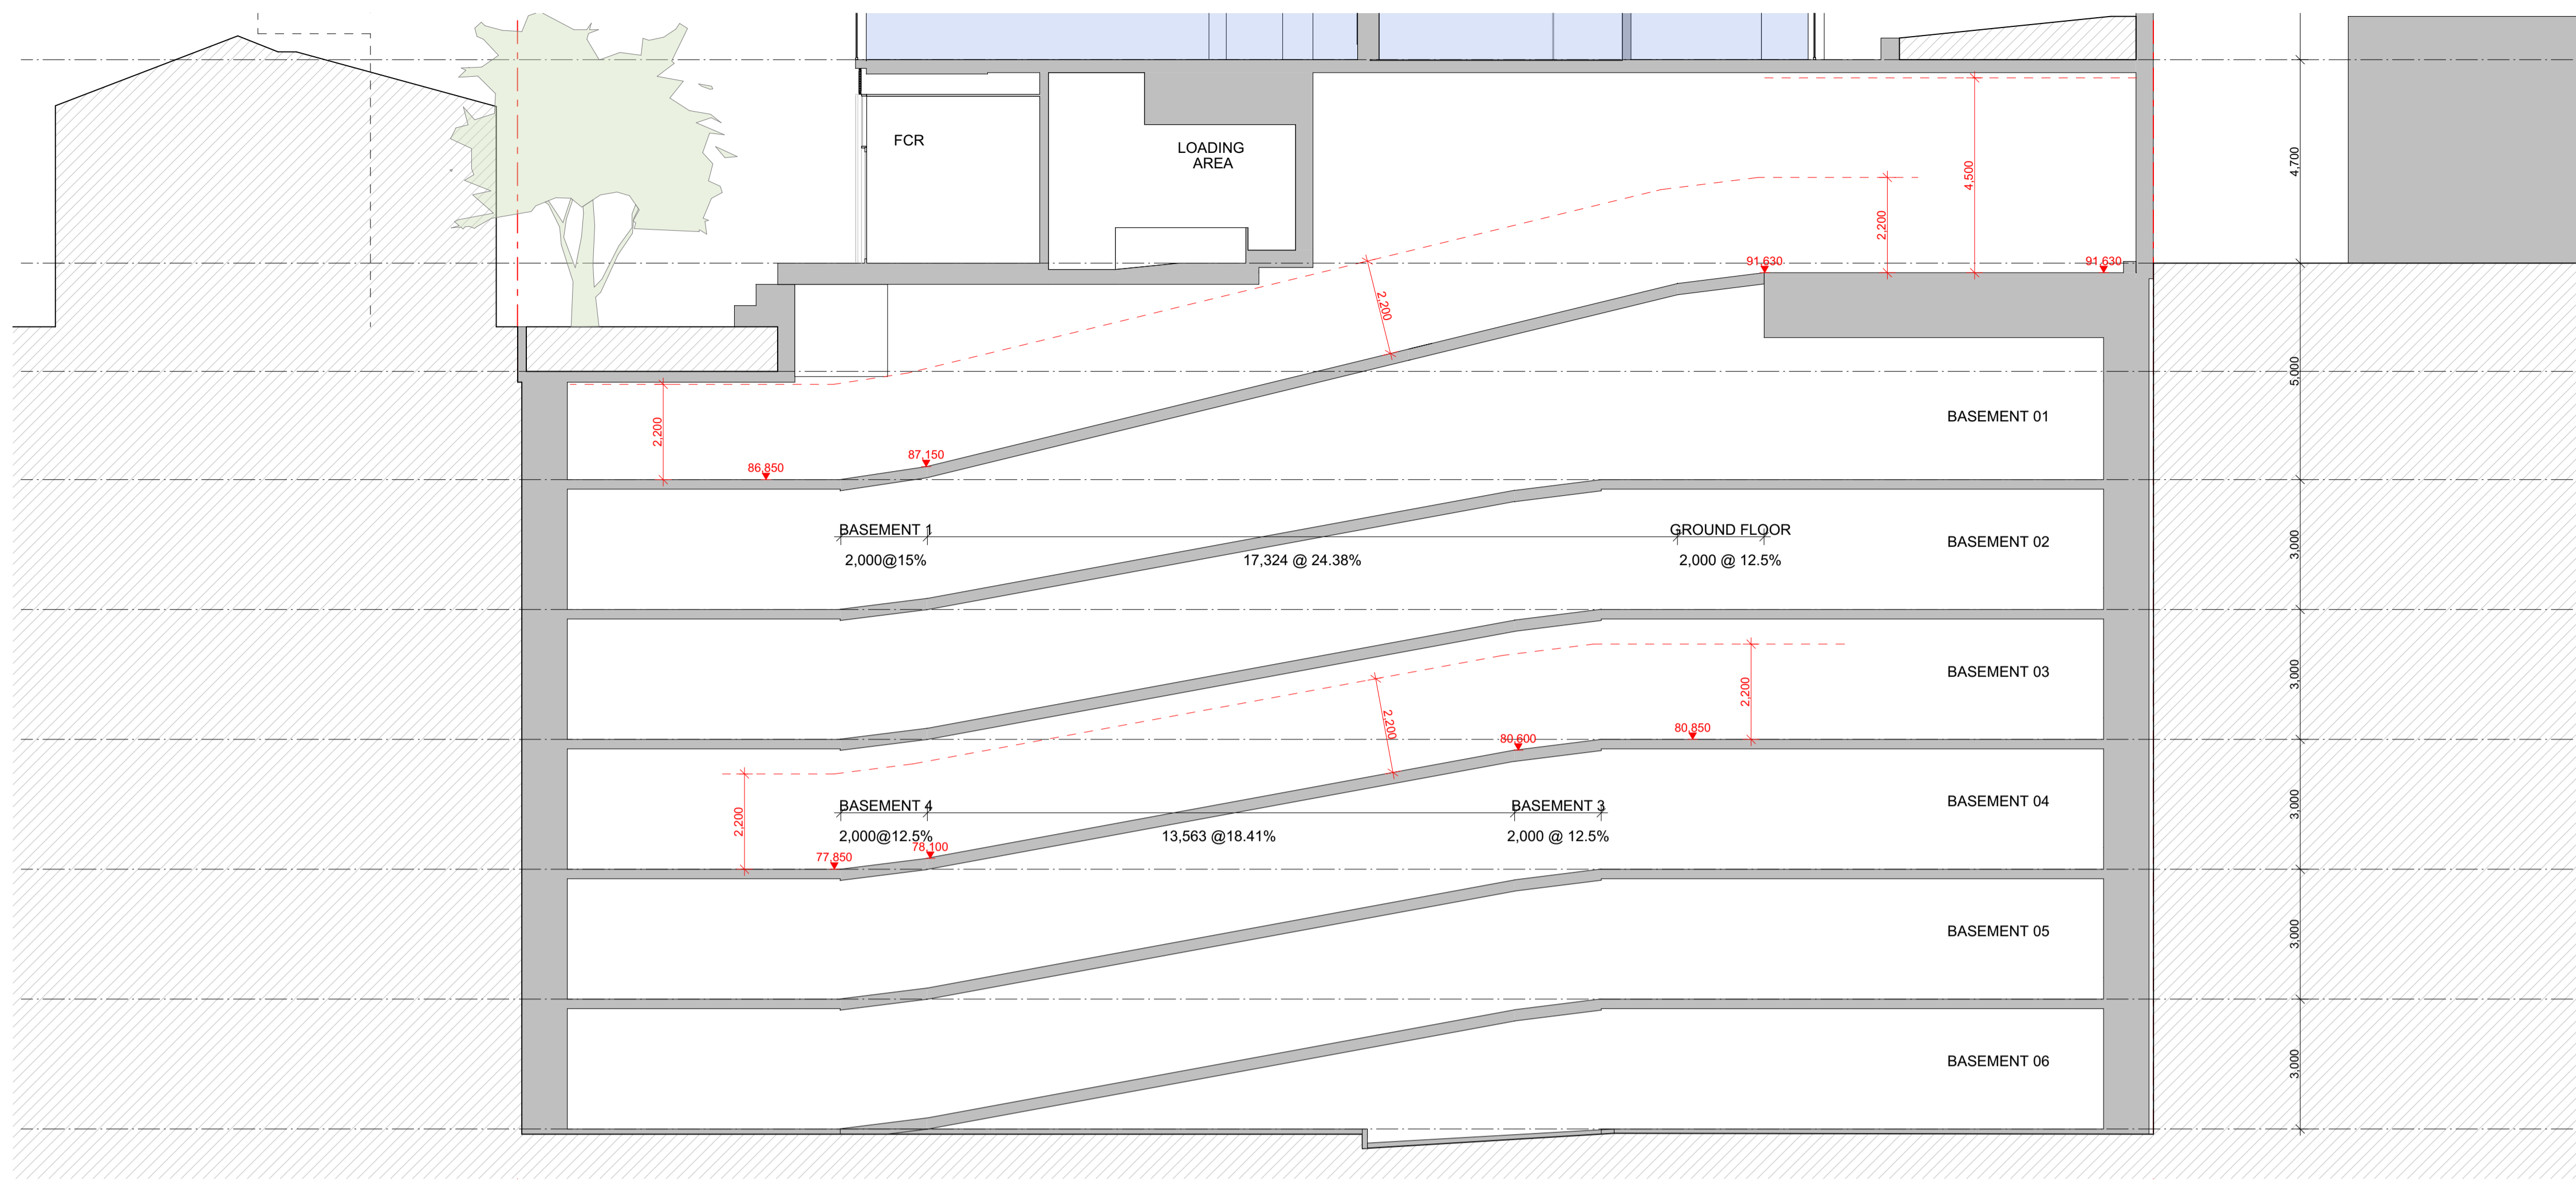 FCR
LOADING
AREA
4,700
4,500
2,200
91,630
91,630
2,200
5,000
2,200
BASEMENT 01
86,850
87,150
BASEMENT 1
GROUND FLOOR
BASEMENT 02
3,000
2,000@15%
17,324 @ 24.38%
2,000 @ 12.5%
BASEMENT 03
3,000
2,200
2,200
80,600
80,850
BASEMENT 4
BASEMENT 3
BASEMENT 04
3,000
2,200
2,000@12.5%
13,563 @18.41%
2,000 @ 12.5%
77,850
78,100
BASEMENT 05
3,000
BASEMENT 06
3,000